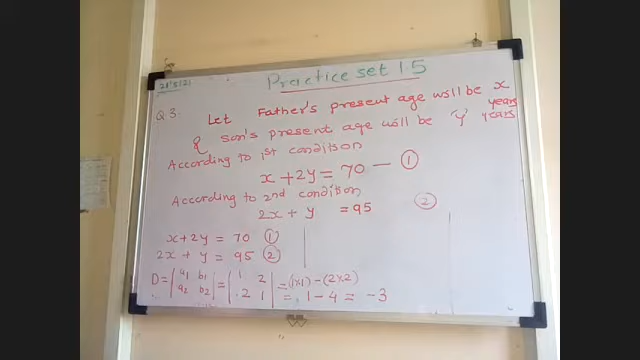 Practice set 15
Q 3
Let Father's present age will be x years
& son's present age will be 'y' years
According to 1st condition
x + 2y = 70 — ①
According to 2nd condition
2x + y = 95 ②
x + 2y = 70 ①
2x + y = 95 ②
D = | a₁ b₁ | = | 1 2 | = (1×1) - (2×2)
| a₂ b₂ | | 2 1 | = 1 - 4 = -3